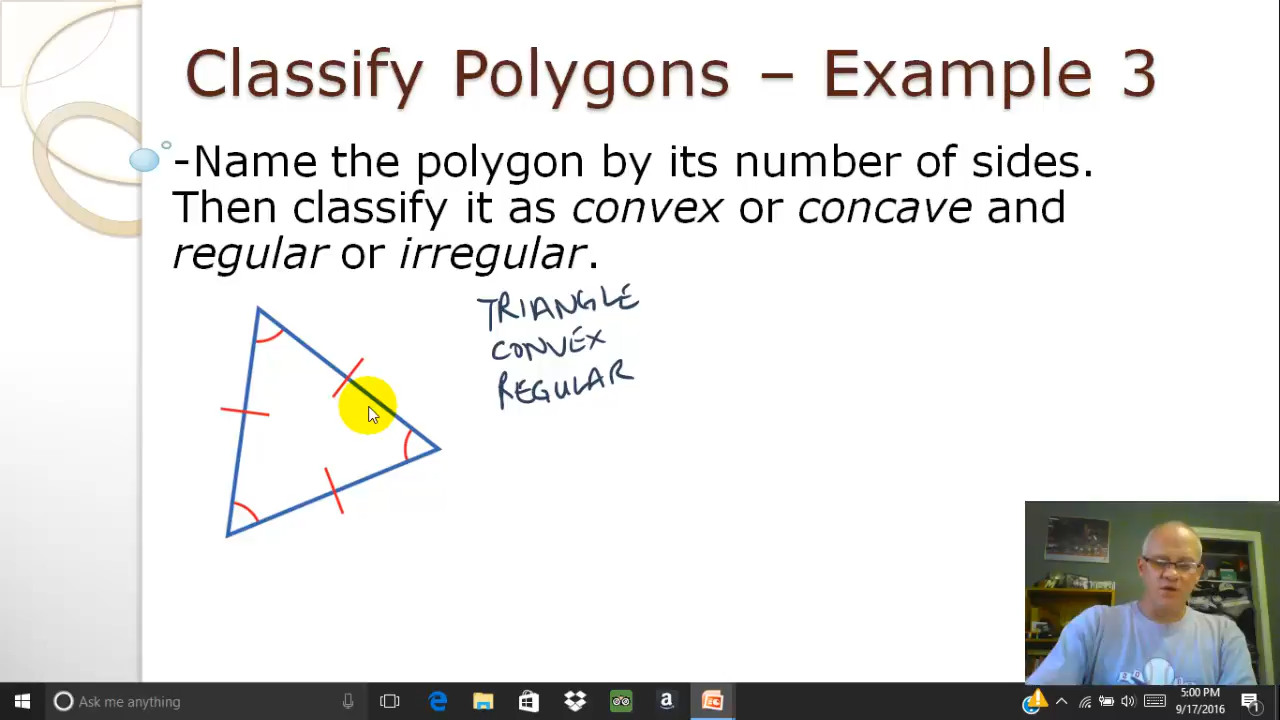 Classify Polygons – Example 3
-Name the polygon by its number of sides.
Then classify it as convex or concave and
regular or irregular.
TRIANGLE
CONVEX
REGULAR
Ask me anything
5:00 PM
9/17/2016